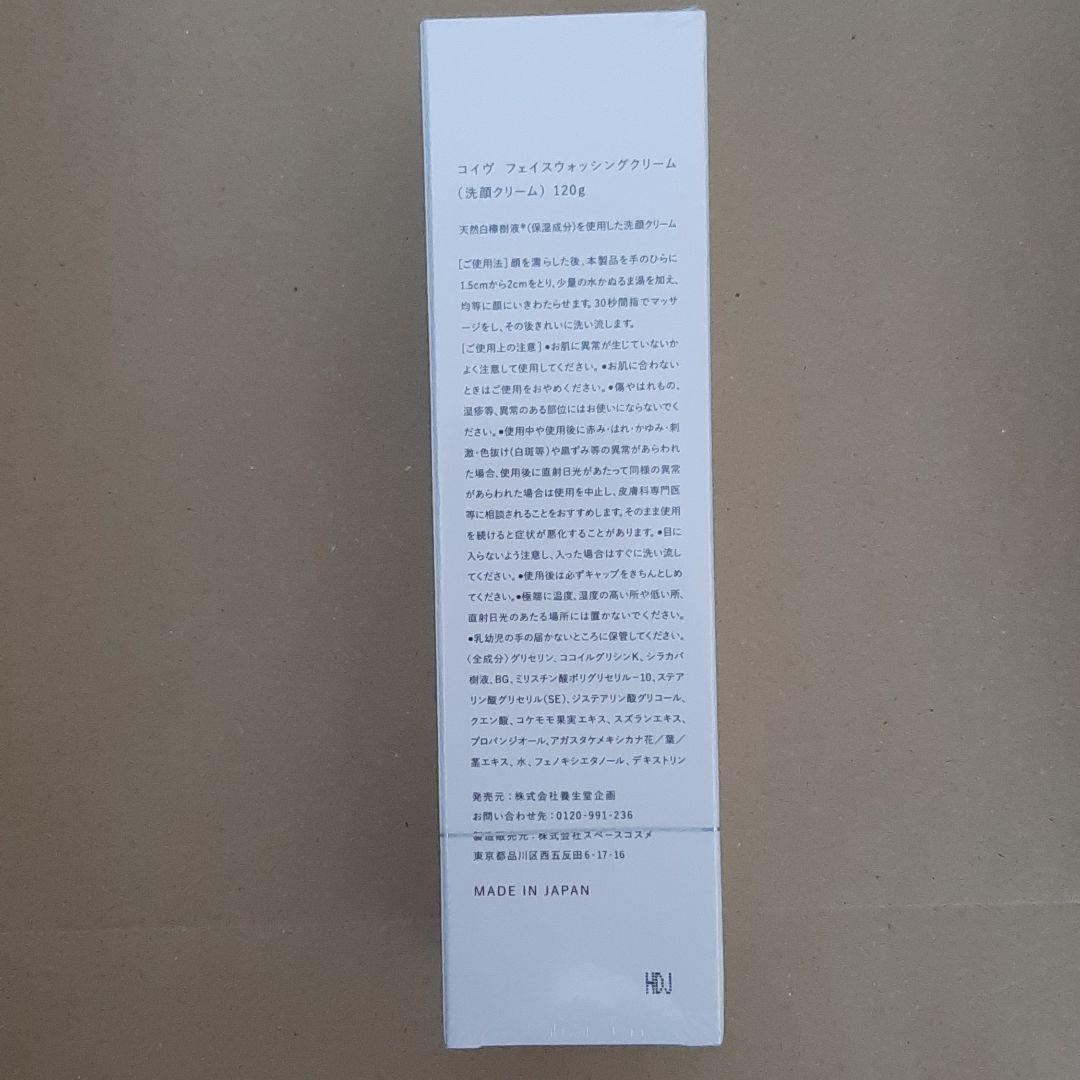 コイヴ フェイスウォッシングクリーム
(洗顔クリーム) 120g
天然白樺樹液*(保湿成分)を使用した洗顔クリーム
[ご使用法]顔を濡らした後、本製品を手のひらに
1.5cmから2cmをとり、少量の水かぬるま湯を加え、
均等に顔にいきわたらせます。30秒間指でマッサ
ージをし、その後きれいに洗い流します。
[ご使用上の注意]●お肌に異常が生じていないか
よく注意して使用してください。●お肌に合わない
ときはご使用をおやめください。●傷やはれもの、
湿疹等、異常のある部位にはお使いにならないでく
ださい。●使用中や使用後に赤み・はれ・かゆみ・刺
激・色抜け(白斑等)や黒ずみ等の異常があらわれ
た場合、使用後に直射日光があたって同様の異常
があらわれた場合は使用を中止し、皮膚科専門医
等に相談されることをおすすめします。そのまま使用
を続けると症状が悪化することがあります。●目に
入らないよう注意し、入った場合はすぐに洗い流し
てください。●使用後は必ずキャップをきちんとしめ
てください。●極端に温度、湿度の高い所や低い所、
直射日光のあたる場所には置かないでください。
●乳幼児の手の届かないところに保管してください。
〈全成分〉グリセリン、ココイルグリシンK、シラカバ
樹液、BG、ミリスチン酸ポリグリセリル-10、ステア
リン酸グリセリル(SE)、ジステアリン酸グリコール、
クエン酸、コケモモ果実エキス、スズランエキス、
プロパンジオール、アガスタケメキシカナ花/葉/
茎エキス、水、フェノキシエタノール、デキストリン
発売元:株式会社養生堂企画
お問い合わせ先:0120-991-236
製造販売元:株式会社スペースコスメ
東京都品川区西五反田6-17-16
MADE IN JAPAN
HDJ